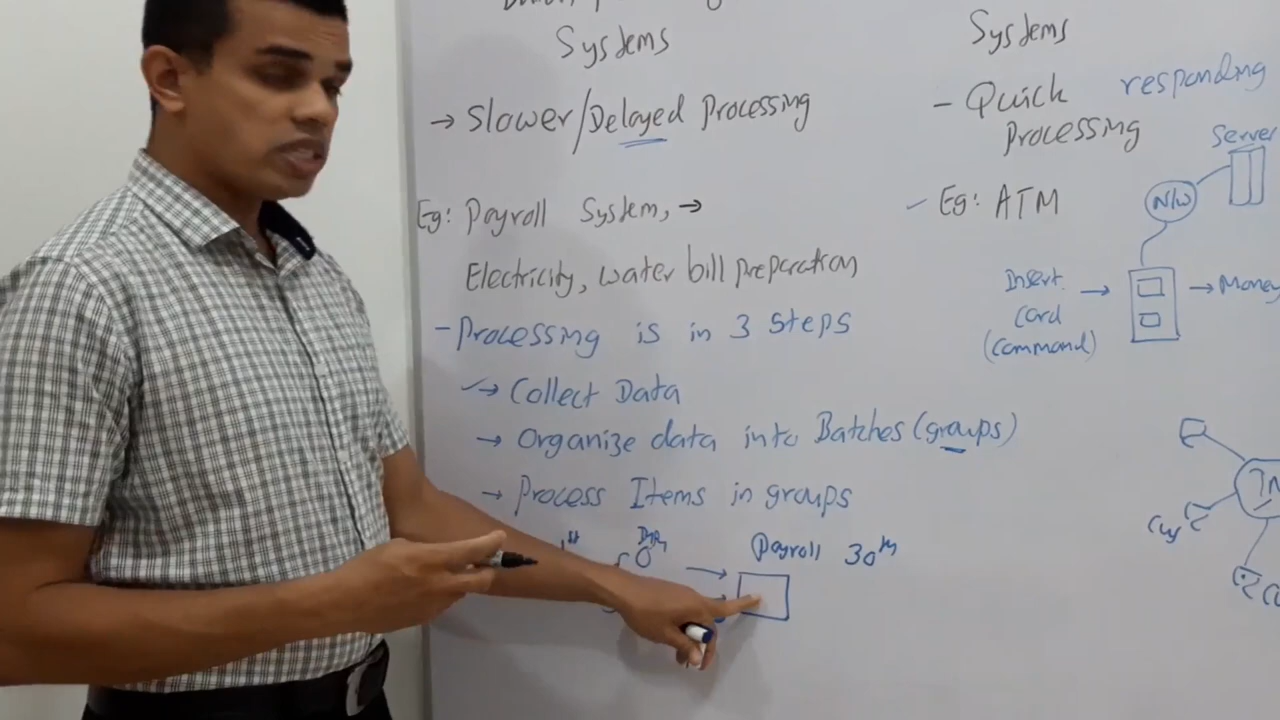 Systems
→ Slower/Delayed Processing
Eg: Payroll System, →
Electricity, water bill preparation
- Processing is in 3 steps
→ Collect Data
→ Organize data into Batches (groups)
→ Process Items in groups
1st
Payroll 30th
Systems
- Quick responding
Processing
Server
Eg: ATM
N/W
Insert
Card
(Command)
→ → Money
Cus